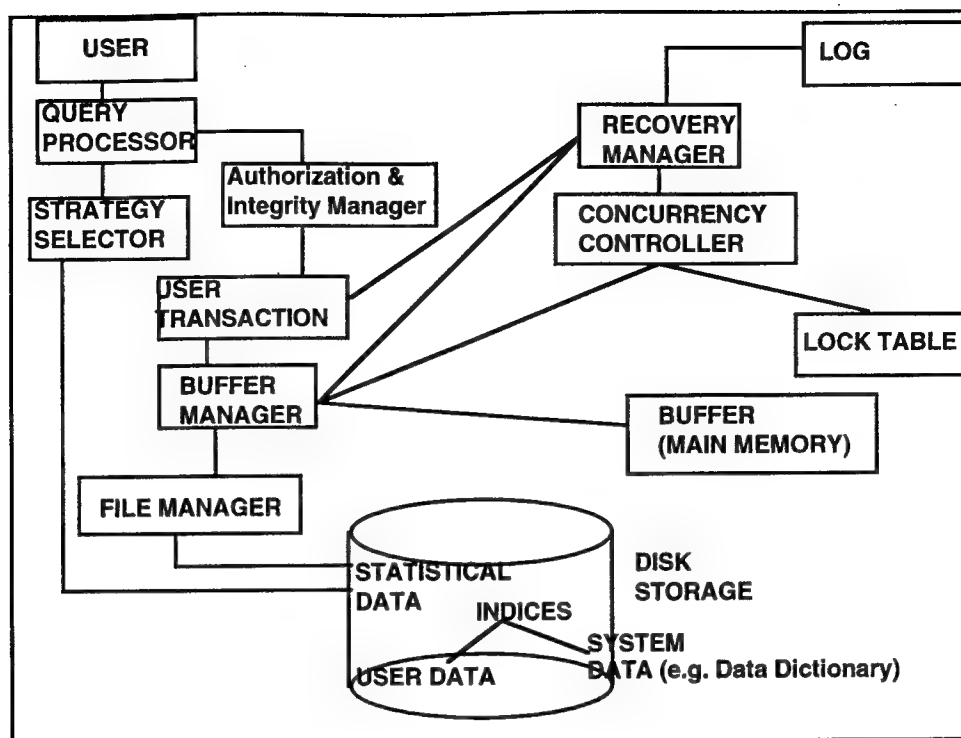 USER
LOG
QUERY
PROCESSOR
RECOVERY
MANAGER
Authorization &
Integrity Manager
STRATEGY
SELECTOR
CONCURRENCY
CONTROLLER
USER
TRANSACTION
LOCK TABLE
BUFFER
MANAGER
BUFFER
(MAIN MEMORY)
FILE MANAGER
DISK
STORAGE
STATISTICAL
DATA
INDICES
SYSTEM
DATA (e.g. Data Dictionary)
USER DATA